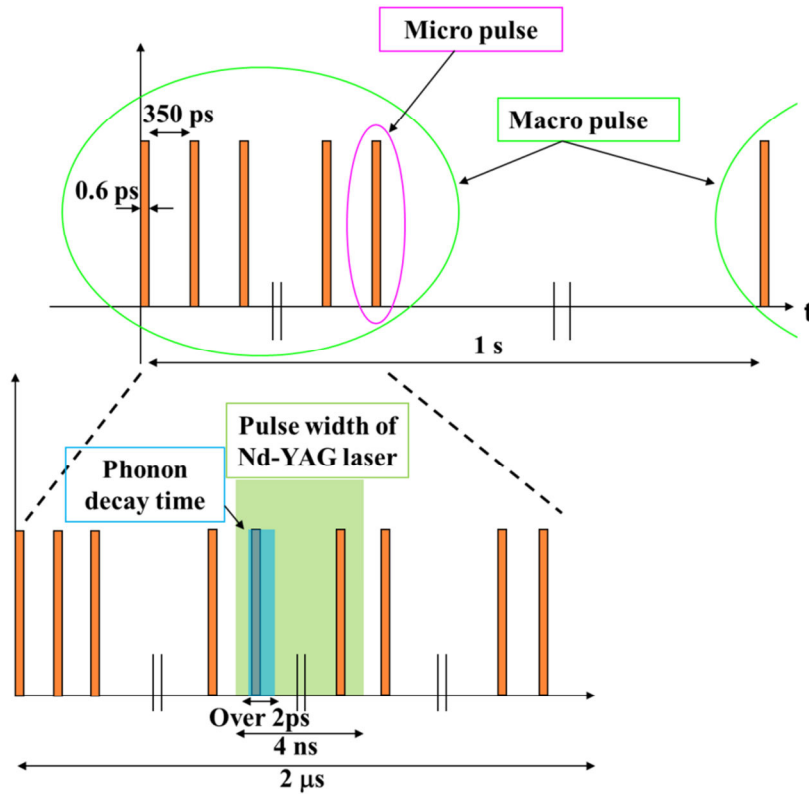 Micro pulse
350 ps
Macro pulse
0.6 ps
t
1 s
Pulse width of
Nd-YAG laser
Phonon
decay time
Over 2ps
4 ns
2 μs